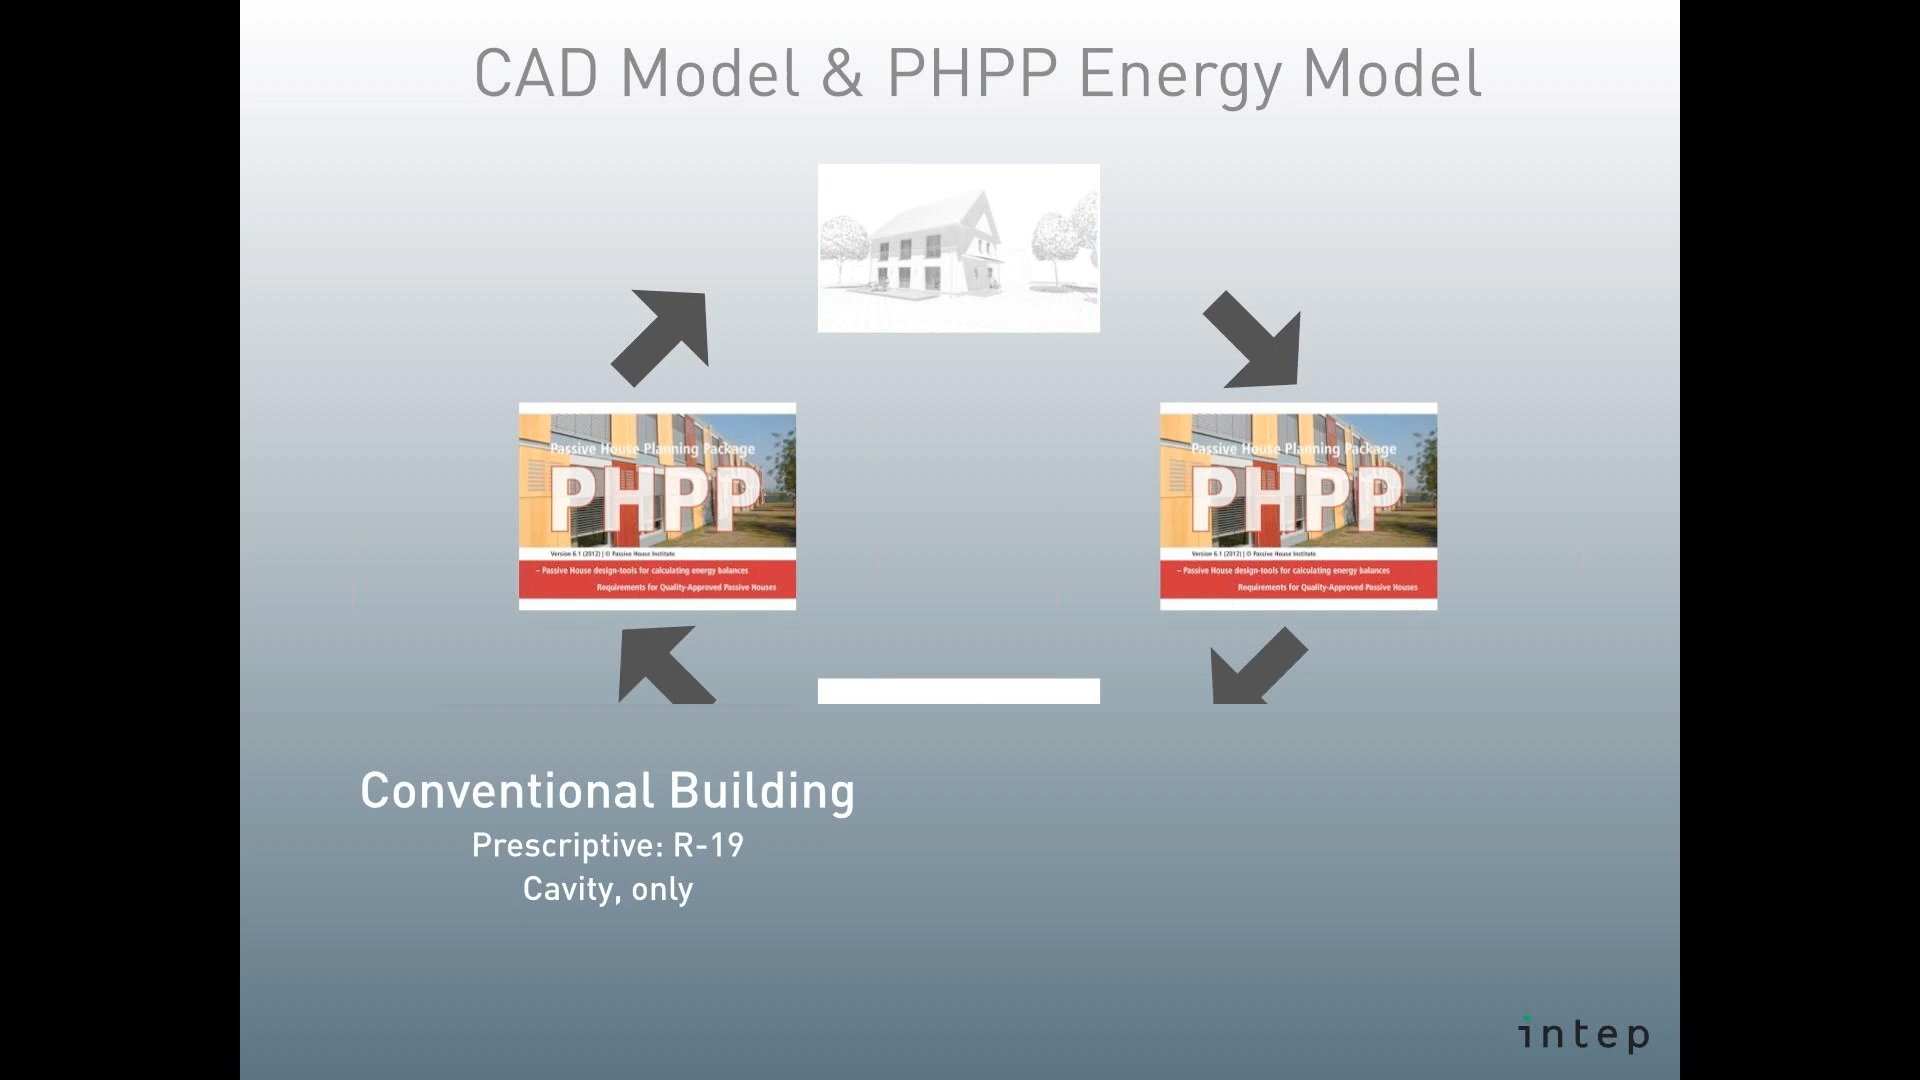 CAD Model & PHPP Energy Model
Passive House Planning Package
PHPP
Version 6.1 (2012) | © Passive House Institute
– Passive House design-tools for calculating energy balances
Requirements for Quality-Approved Passive Houses
Passive House Planning Package
PHPP
Version 6.1 (2012) | © Passive House Institute
– Passive House design-tools for calculating energy balances
Requirements for Quality-Approved Passive Houses
Conventional Building
Prescriptive: R-19
Cavity, only
intep